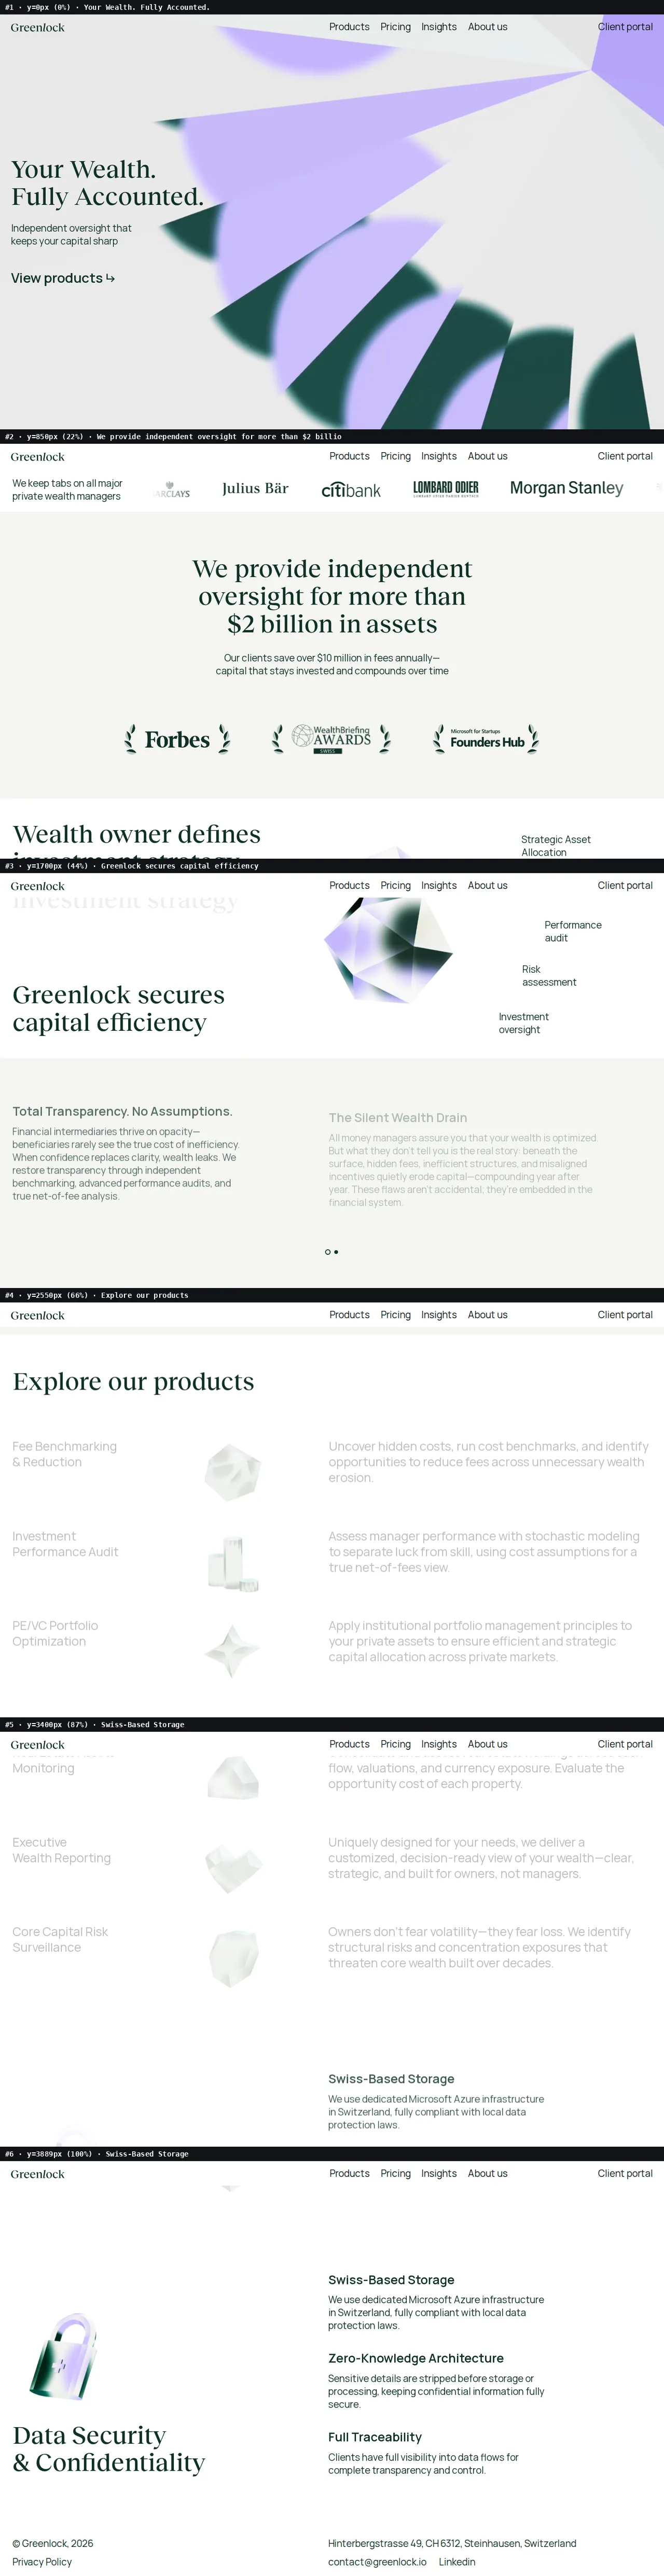 #1 · y=0px (0%) · Your Wealth. Fully Accounted.
Greenlock
Products Pricing Insights About us
Client portal
Your Wealth.
Fully Accounted.
Independent oversight that
keeps your capital sharp
View products
#2 · y=850px (22%) · We provide independent oversight for more than $2 billio
Greenlock
Products Pricing Insights About us
Client portal
We keep tabs on all major
private wealth managers
BARCLAYS
Julius Bär
citibank
LOMBARD ODIER
Morgan Stanley
We provide independent
oversight for more than
$2 billion in assets
Our clients save over $10 million in fees annually—
capital that stays invested and compounds over time
Forbes
WealthBriefing
AWARDS
SWISS
Microsoft for Startups
Founders Hub
Wealth owner defines
investment strategy
Strategic Asset
Allocation
#3 · y=1700px (44%) · Greenlock secures capital efficiency
Greenlock
Products Pricing Insights About us
Client portal
investment strategy
Performance
audit
Greenlock secures
capital efficiency
Risk
assessment
Investment
oversight
Total Transparency. No Assumptions.
Financial intermediaries thrive on opacity—
beneficiaries rarely see the true cost of inefficiency.
When confidence replaces clarity, wealth leaks. We
restore transparency through independent
benchmarking, advanced performance audits, and
true net-of-fee analysis.
The Silent Wealth Drain
All money managers assure you that your wealth is optimized.
But what they don't tell you is the real story: beneath the
surface, hidden fees, inefficient structures, and misaligned
incentives quietly erode capital—compounding year after
year. These flaws aren't accidental; they're embedded in the
financial system.
#4 · y=2550px (66%) · Explore our products
Greenlock
Products Pricing Insights About us
Client portal
Explore our products
Fee Benchmarking
& Reduction
Uncover hidden costs, run cost benchmarks, and identify
opportunities to reduce fees across unnecessary wealth
erosion.
Investment
Performance Audit
Assess manager performance with stochastic modeling
to separate luck from skill, using cost assumptions for a
true net-of-fees view.
PE/VC Portfolio
Optimization
Apply institutional portfolio management principles to
your private assets to ensure efficient and strategic
capital allocation across private markets.
#5 · y=3400px (87%) · Swiss-Based Storage
Greenlock
Products Pricing Insights About us
Client portal
Monitoring
flow, valuations, and currency exposure. Evaluate the
opportunity cost of each property.
Executive
Wealth Reporting
Uniquely designed for your needs, we deliver a
customized, decision-ready view of your wealth—clear,
strategic, and built for owners, not managers.
Core Capital Risk
Surveillance
Owners don't fear volatility—they fear loss. We identify
structural risks and concentration exposures that
threaten core wealth built over decades.
Swiss-Based Storage
We use dedicated Microsoft Azure infrastructure
in Switzerland, fully compliant with local data
protection laws.
#6 · y=3889px (100%) · Swiss-Based Storage
Greenlock
Products Pricing Insights About us
Client portal
Swiss-Based Storage
We use dedicated Microsoft Azure infrastructure
in Switzerland, fully compliant with local data
protection laws.
Zero-Knowledge Architecture
Sensitive details are stripped before storage or
processing, keeping confidential information fully
secure.
Data Security
& Confidentiality
Full Traceability
Clients have full visibility into data flows for
complete transparency and control.
© Greenlock, 2026
Hinterbergstrasse 49, CH 6312, Steinhausen, Switzerland
Privacy Policy
contact@greenlock.io Linkedin